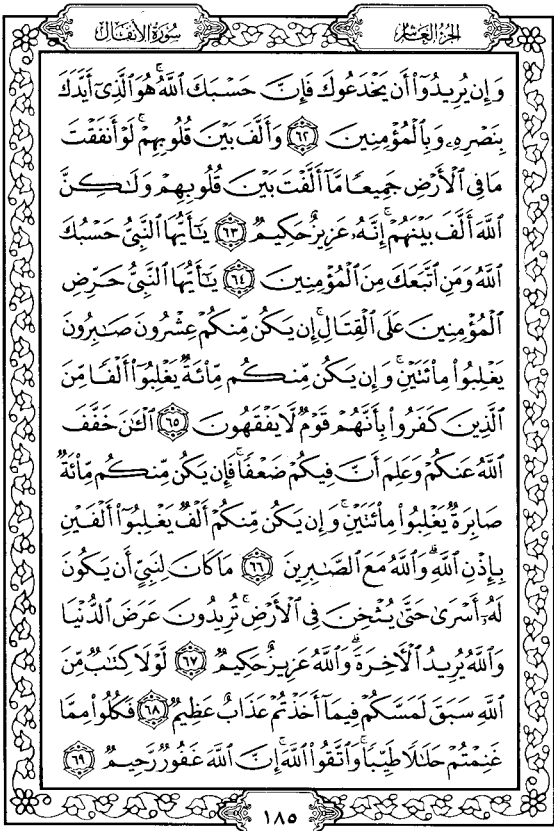 الجزء العاشر
سورة الأنفال
وَإِن يُرِيدُوٓا۟ أَن يَخْدَعُوكَ فَإِنَّ حَسْبَكَ ٱللَّهُ ۚ هُوَ ٱلَّذِىٓ أَيَّدَكَ
بِنَصْرِهِۦ وَبِٱلْمُؤْمِنِينَ ٦٢ وَأَلَّفَ بَيْنَ قُلُوبِهِمْ ۚ لَوْ أَنفَقْتَ
مَا فِى ٱلْأَرْضِ جَمِيعًا مَّآ أَلَّفْتَ بَيْنَ قُلُوبِهِمْ وَلَـٰكِنَّ
ٱللَّهَ أَلَّفَ بَيْنَهُمْ ۚ إِنَّهُۥ عَزِيزٌ حَكِيمٌ ٦٣ يَـٰٓأَيُّهَا ٱلنَّبِىُّ حَسْبُكَ
ٱللَّهُ وَمَنِ ٱتَّبَعَكَ مِنَ ٱلْمُؤْمِنِينَ ٦٤ يَـٰٓأَيُّهَا ٱلنَّبِىُّ حَرِّضِ
ٱلْمُؤْمِنِينَ عَلَى ٱلْقِتَالِ ۚ إِن يَكُن مِّنكُمْ عِشْرُونَ صَـٰبِرُونَ
يَغْلِبُوا۟ مِا۟ئَتَيْنِ ۚ وَإِن يَكُن مِّنكُم مِّا۟ئَةٌ يَغْلِبُوٓا۟ أَلْفًا مِّنَ
ٱلَّذِينَ كَفَرُوا۟ بِأَنَّهُمْ قَوْمٌ لَّا يَفْقَهُونَ ٦٥ ٱلْـَٔـٰنَ خَفَّفَ
ٱللَّهُ عَنكُمْ وَعَلِمَ أَنَّ فِيكُمْ ضَعْفًا ۚ فَإِن يَكُن مِّنكُم مِّا۟ئَةٌ
صَابِرَةٌ يَغْلِبُوا۟ مِا۟ئَتَيْنِ ۚ وَإِن يَكُن مِّنكُمْ أَلْفٌ يَغْلِبُوٓا۟ أَلْفَيْنِ
بِإِذْنِ ٱللَّهِ ۗ وَٱللَّهُ مَعَ ٱلصَّـٰبِرِينَ ٦٦ مَا كَانَ لِنَبِىٍّ أَن يَكُونَ
لَهُۥٓ أَسْرَىٰ حَتَّىٰ يُثْخِنَ فِى ٱلْأَرْضِ ۚ تُرِيدُونَ عَرَضَ ٱلدُّنْيَا
وَٱللَّهُ يُرِيدُ ٱلْـَٔاخِرَةَ ۗ وَٱللَّهُ عَزِيزٌ حَكِيمٌ ٦٧ لَّوْلَا كِتَـٰبٌ مِّنَ
ٱللَّهِ سَبَقَ لَمَسَّكُمْ فِيمَآ أَخَذْتُمْ عَذَابٌ عَظِيمٌ ٦٨ فَكُلُوا۟ مِمَّا
غَنِمْتُمْ حَلَـٰلًا طَيِّبًا ۚ وَٱتَّقُوا۟ ٱللَّهَ ۚ إِنَّ ٱللَّهَ غَفُورٌ رَّحِيمٌ ٦٩
١٨٥